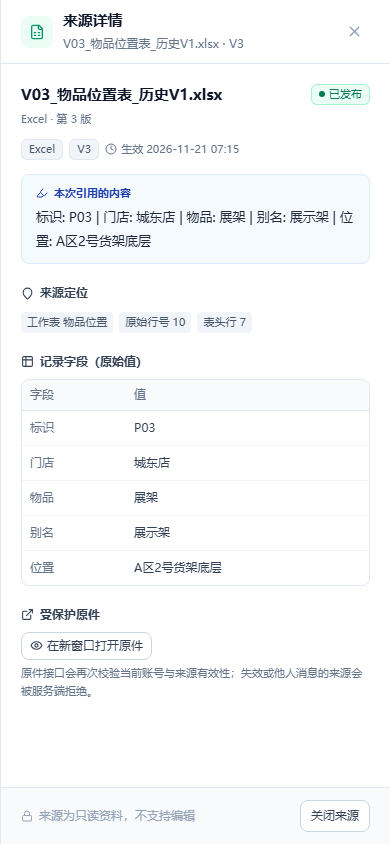 来源详情
V03_物品位置表_历史V1.xlsx · V3
V03_物品位置表_历史V1.xlsx
已发布
Excel · 第 3 版
Excel V3 生效 2026-11-21 07:15
本次引用的内容
标识: P03 | 门店: 城东店 | 物品: 展架 | 别名: 展示架 | 位
置: A区2号货架底层
来源定位
工作表 物品位置 原始行号 10 表头行 7
记录字段（原始值）
字段 值
标识 P03
门店 城东店
物品 展架
别名 展示架
位置 A区2号货架底层
受保护原件
在新窗口打开原件
原件接口会再次校验当前账号与来源有效性；失效或他人消息的来源会
被服务端拒绝。
来源为只读资料，不支持编辑
关闭来源